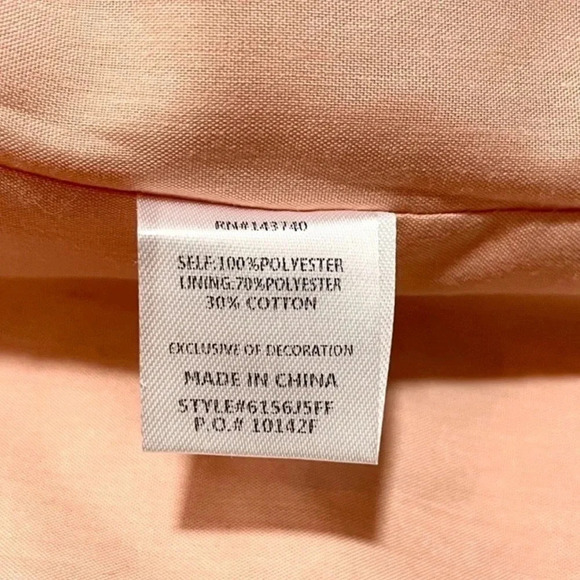 RN#143740
SELF:100%POLYESTER
LINING:70%POLYESTER
30% COTTON
EXCLUSIVE OF DECORATION
MADE IN CHINA
STYLE#6156J5FF
P.O.# 10142F